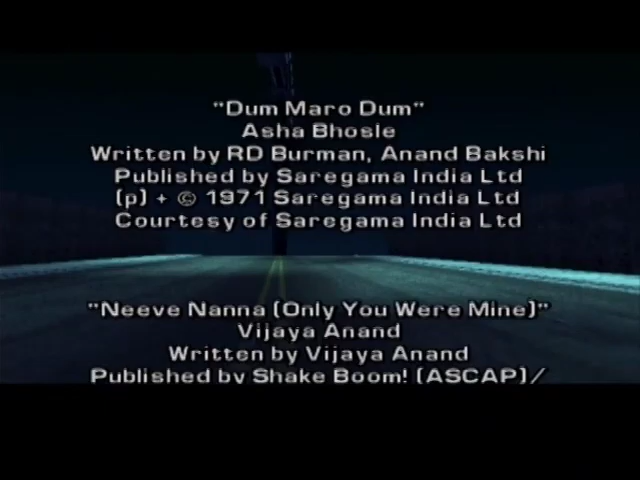 "Dum Maro Dum"
Asha Bhosle
Written by RD Burman, Anand Bakshi
Published by Saregama India Ltd
(p) + © 1971 Saregama India Ltd
Courtesy of Saregama India Ltd
"Neeve Nanna (Only You Were Mine)"
Vijaya Anand
Written by Vijaya Anand
Published by Shake Boom! (ASCAP)/